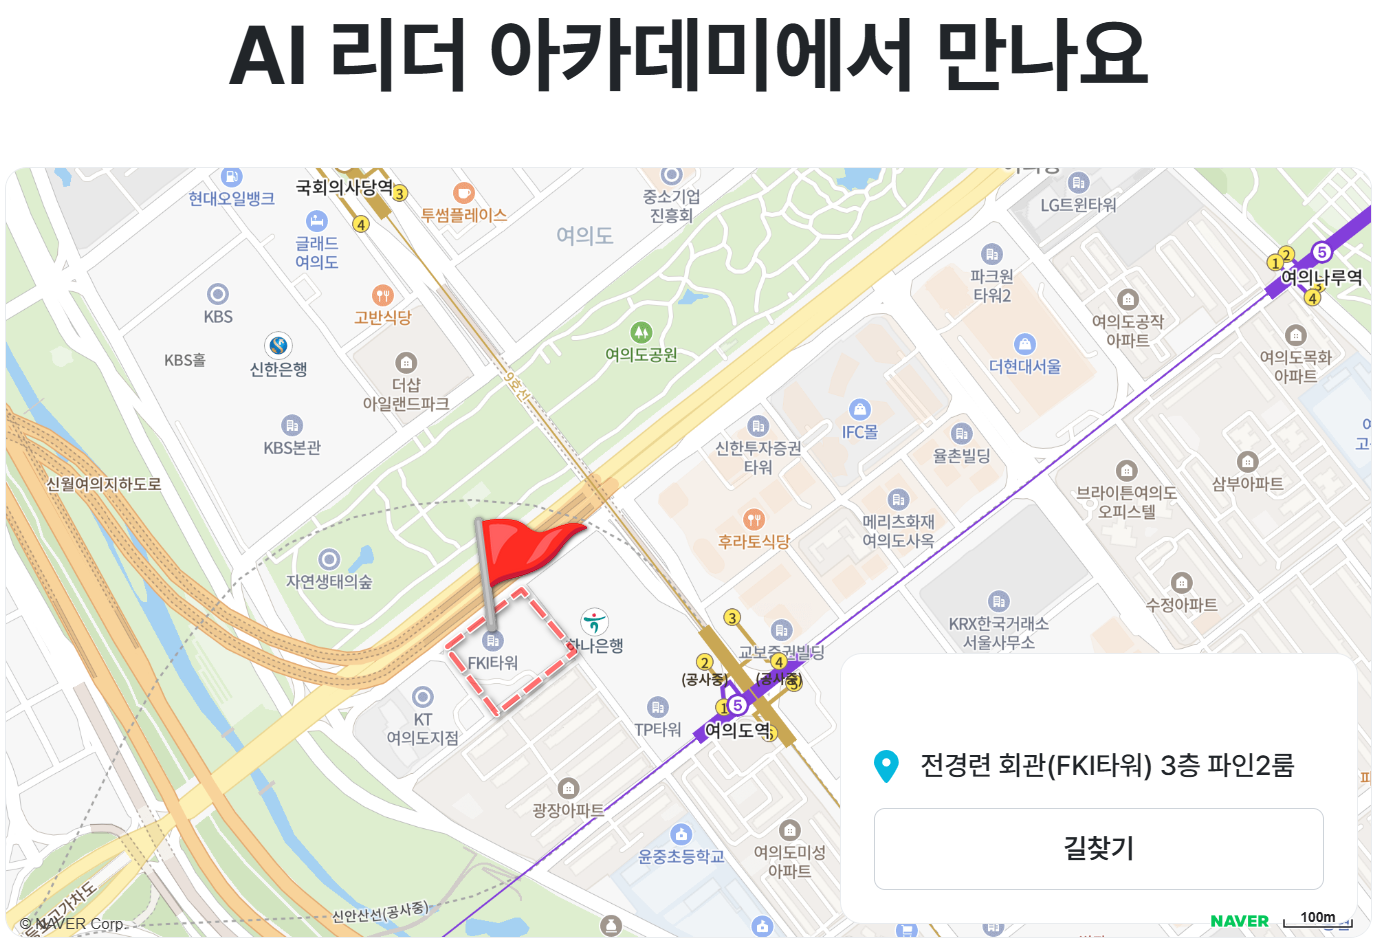 AI 리더 아카데미에서 만나요
현대오일뱅크
국회의사당역
3
4
투썸플레이스
중소기업
진흥회
LG트윈타워
글래드
여의도
여의도
5
2
1
여의나루역
3
4
파크원
타워2
KBS
고반식당
여의도공작
아파트
KBS홀
신한은행
여의도공원
더현대서울
여의도목화
아파트
더샵
아일랜드파크
9호선
IFC몰
KBS본관
신한투자증권
타워
율촌빌딩
신월여의지하도로
브라이튼여의도
오피스텔
삼부아파트
후라토식당
메리츠화재
여의도사옥
자연생태의숲
수정아파트
KRX한국거래소
서울사무소
FKI타워
하나은행
3
교보증권빌딩
2
(공사중)
4
(공사중)
5
1
5
여의도역
6
KT
여의도지점
TP타워
광장아파트
윤중초등학교
여의도미성
아파트
전경련 회관(FKI타워) 3층 파인2룸
길찾기
신안산선(공사중)
© NAVER Corp.
NAVER
100m